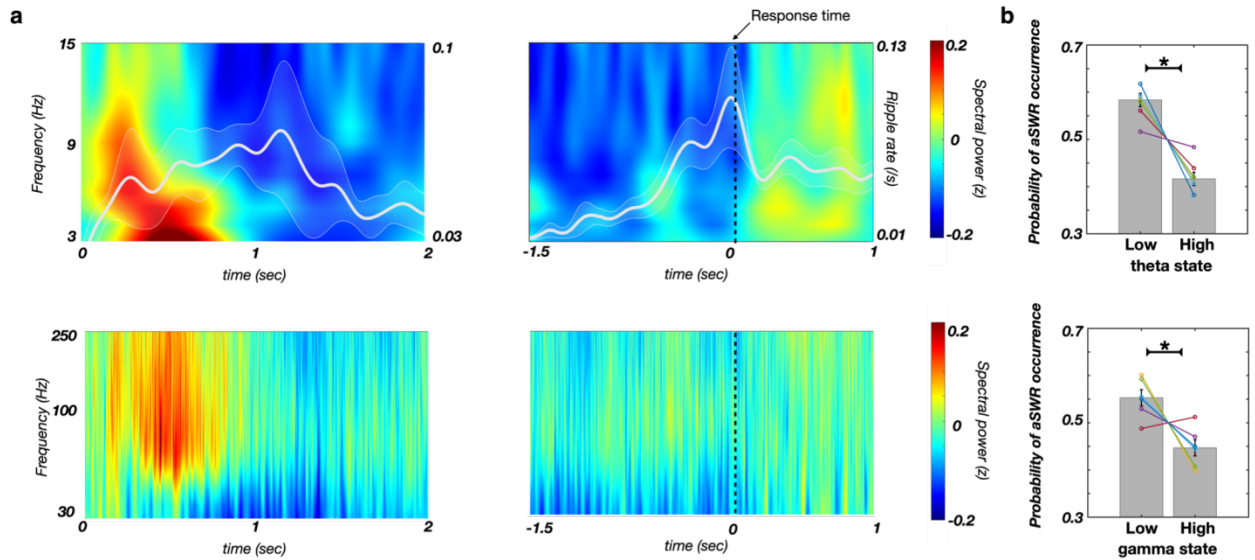 a
Response time
b
15
9
3
Frequency (Hz)
0.1
0.03
0
1
2
time (sec)
0.13
0.01
Ripple rate (/s)
-1.5
0
1
time (sec)
0.2
0
-0.2
Spectral power (z)
Probability of aSWR occurrence
0.7
0.5
0.3
*
Low High
theta state
250
100
30
Frequency (Hz)
0
1
2
time (sec)
-1.5
0
1
time (sec)
0.2
0
-0.2
Spectral power (z)
Probability of aSWR occurrence
0.7
0.5
0.3
*
Low High
gamma state